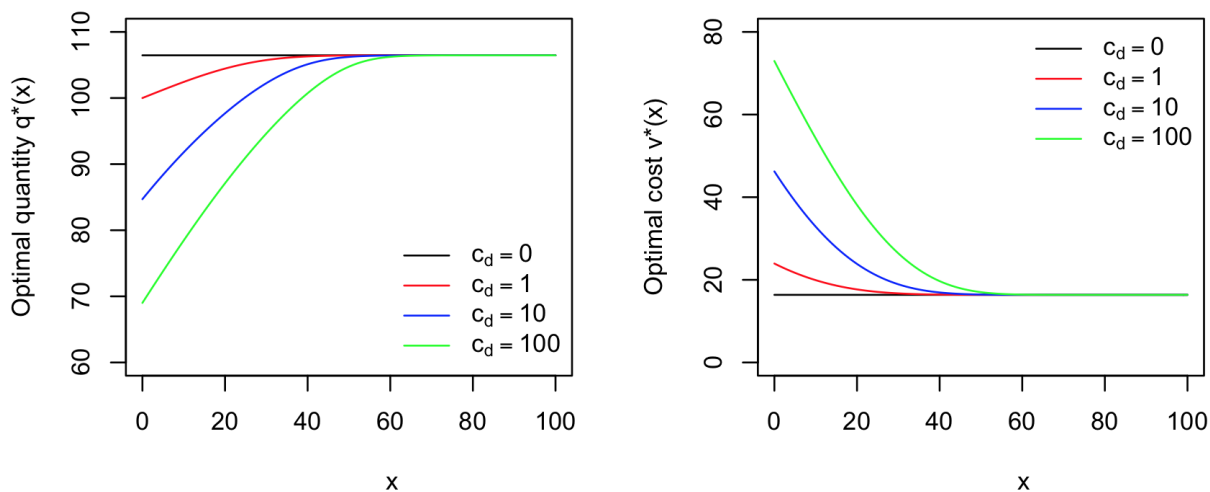 Optimal quantity q*(x)
110
100
90
80
70
60
c_d = 0
c_d = 1
c_d = 10
c_d = 100
0 20 40 60 80 100
x
Optimal cost v*(x)
80
60
40
20
0
c_d = 0
c_d = 1
c_d = 10
c_d = 100
0 20 40 60 80 100
x